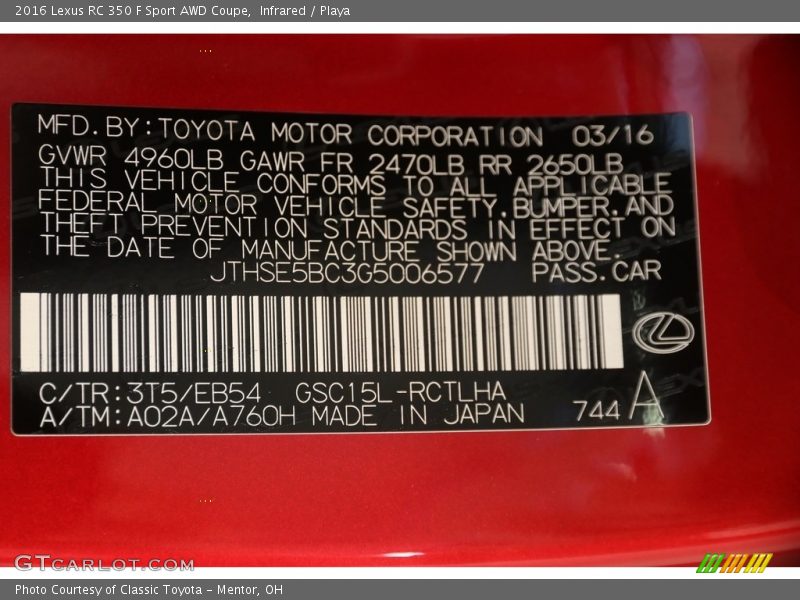 2016 Lexus RC 350 F Sport AWD Coupe, Infrared / Playa
MFD.BY:TOYOTA MOTOR CORPORATION 03/16
GVWR 4960LB GAWR FR 2470LB RR 2650LB
THIS VEHICLE CONFORMS TO ALL APPLICABLE
FEDERAL MOTOR VEHICLE SAFETY,BUMPER,AND
THEFT PREVENTION STANDARDS IN EFFECT ON
THE DATE OF MANUFACTURE SHOWN ABOVE.
JTHSE5BC3G5006577 PASS.CAR
C/TR:3T5/EB54 GSC15L-RCTLHA
A/TM:A02A/A760H MADE IN JAPAN 744 A
GTCARLOT.COM
Photo Courtesy of Classic Toyota - Mentor, OH